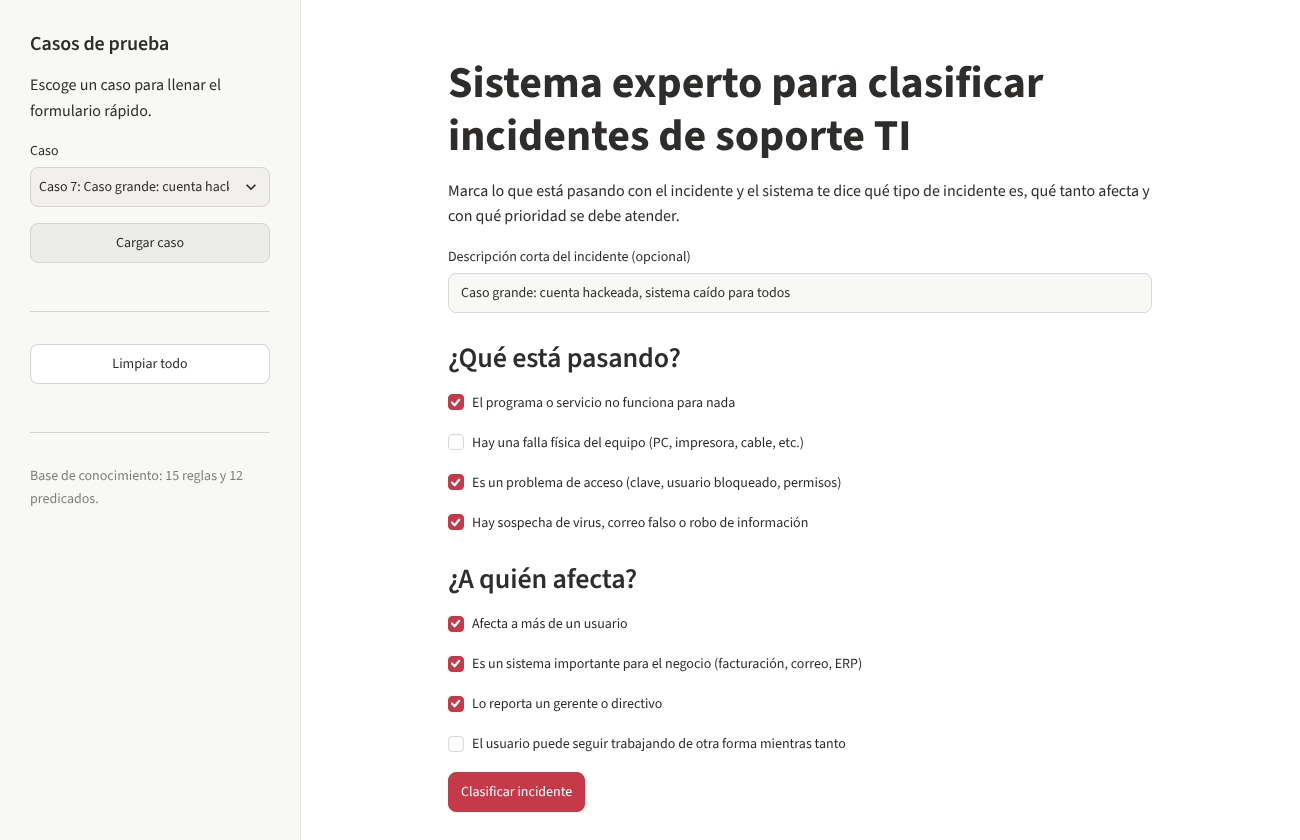 Casos de prueba
Escoge un caso para llenar el
formulario rápido.
Caso
Caso 7: Caso grande: cuenta hack
Cargar caso
Limpiar todo
Base de conocimiento: 15 reglas y 12
predicados.
Sistema experto para clasificar
incidentes de soporte TI
Marca lo que está pasando con el incidente y el sistema te dice qué tipo de incidente es, qué tanto afecta y
con qué prioridad se debe atender.
Descripción corta del incidente (opcional)
Caso grande: cuenta hackeada, sistema caído para todos
¿Qué está pasando?
El programa o servicio no funciona para nada
Hay una falla física del equipo (PC, impresora, cable, etc.)
Es un problema de acceso (clave, usuario bloqueado, permisos)
Hay sospecha de virus, correo falso o robo de información
¿A quién afecta?
Afecta a más de un usuario
Es un sistema importante para el negocio (facturación, correo, ERP)
Lo reporta un gerente o directivo
El usuario puede seguir trabajando de otra forma mientras tanto
Clasificar incidente